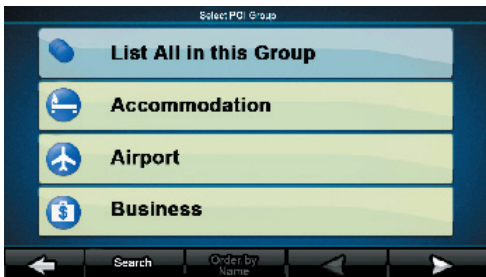 Select POI Group
List All in this Group
Accommodation
Airport
$ Business
Search
Order by
Name